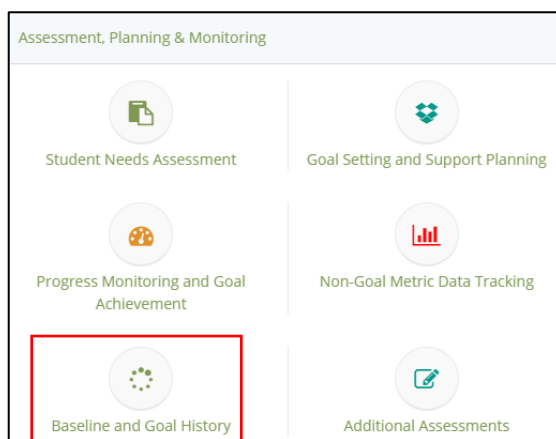 Assessment, Planning & Monitoring
Student Needs Assessment
Goal Setting and Support Planning
Progress Monitoring and Goal
Achievement
Non-Goal Metric Data Tracking
Baseline and Goal History
Additional Assessments